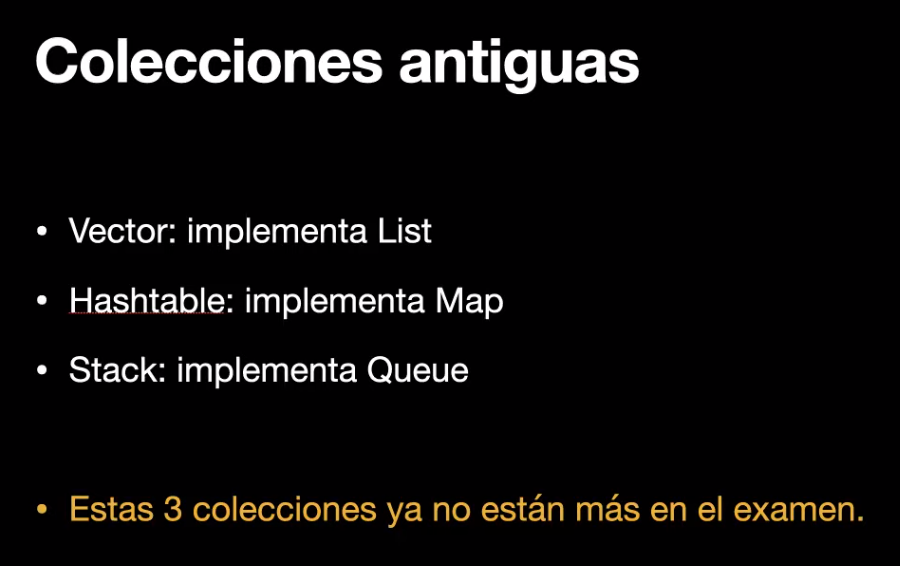 Colecciones antiguas
• Vector: implementa List
• Hashtable: implementa Map
• Stack: implementa Queue
• Estas 3 colecciones ya no están más en el examen.